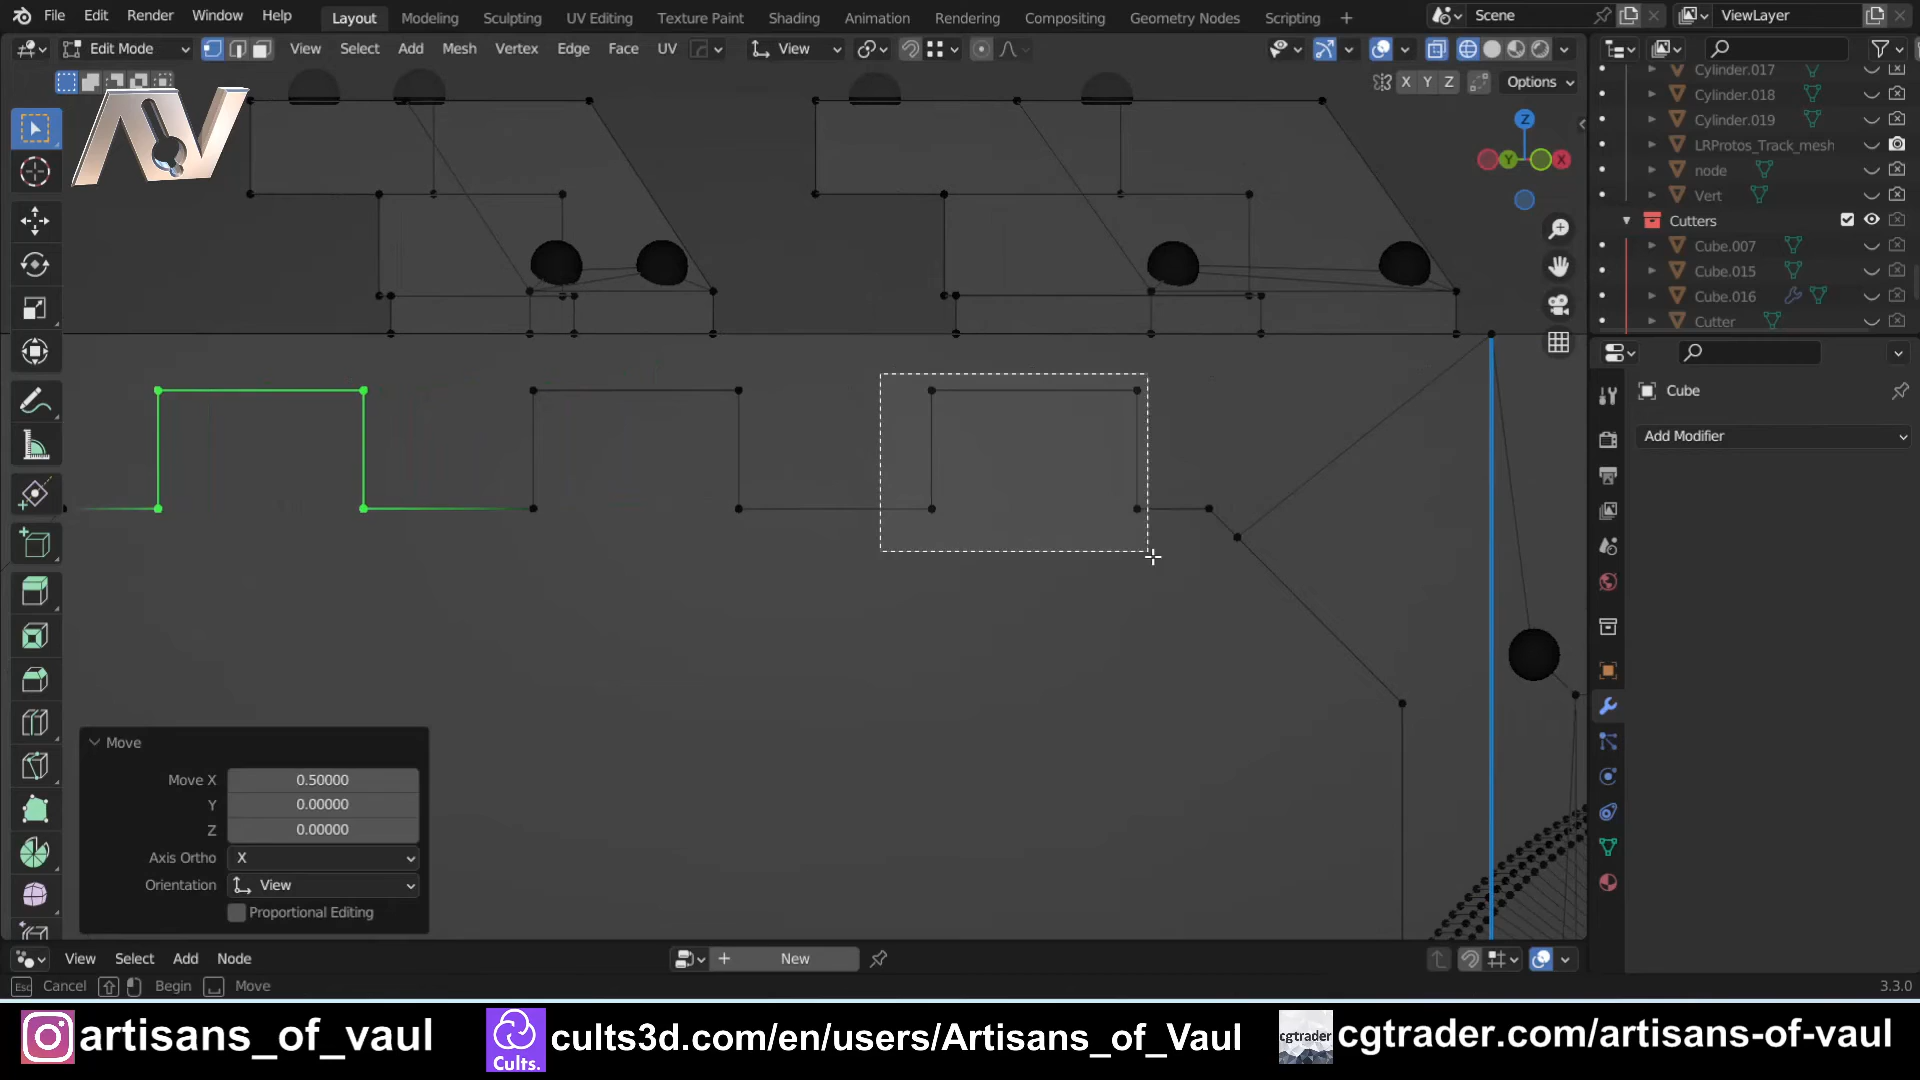 File Edit Render Window Help Layout Modeling Sculpting UV Editing Texture Paint Shading Animation Rendering Compositing Geometry Nodes Scripting + Scene ViewLayer
Edit Mode View Select Add Mesh Vertex Edge Face UV View
X Y Z Options
Cylinder.017
Cylinder.018
Cylinder.019
LRProtos_Track_mesh
node
Vert
Cutters
Cube.007
Cube.015
Cube.016
Cutter
Z
Y
X
Cube
Add Modifier
Move
Move X 0.50000
Y 0.00000
Z 0.00000
Axis Ortho X
Orientation View
Proportional Editing
View Select Add Node New
Esc Cancel Begin Move 3.3.0
AV
artisans_of_vaul
Cults.
cults3d.com/en/users/Artisans_of_Vaul
cgtrader
cgtrader.com/artisans-of-vaul